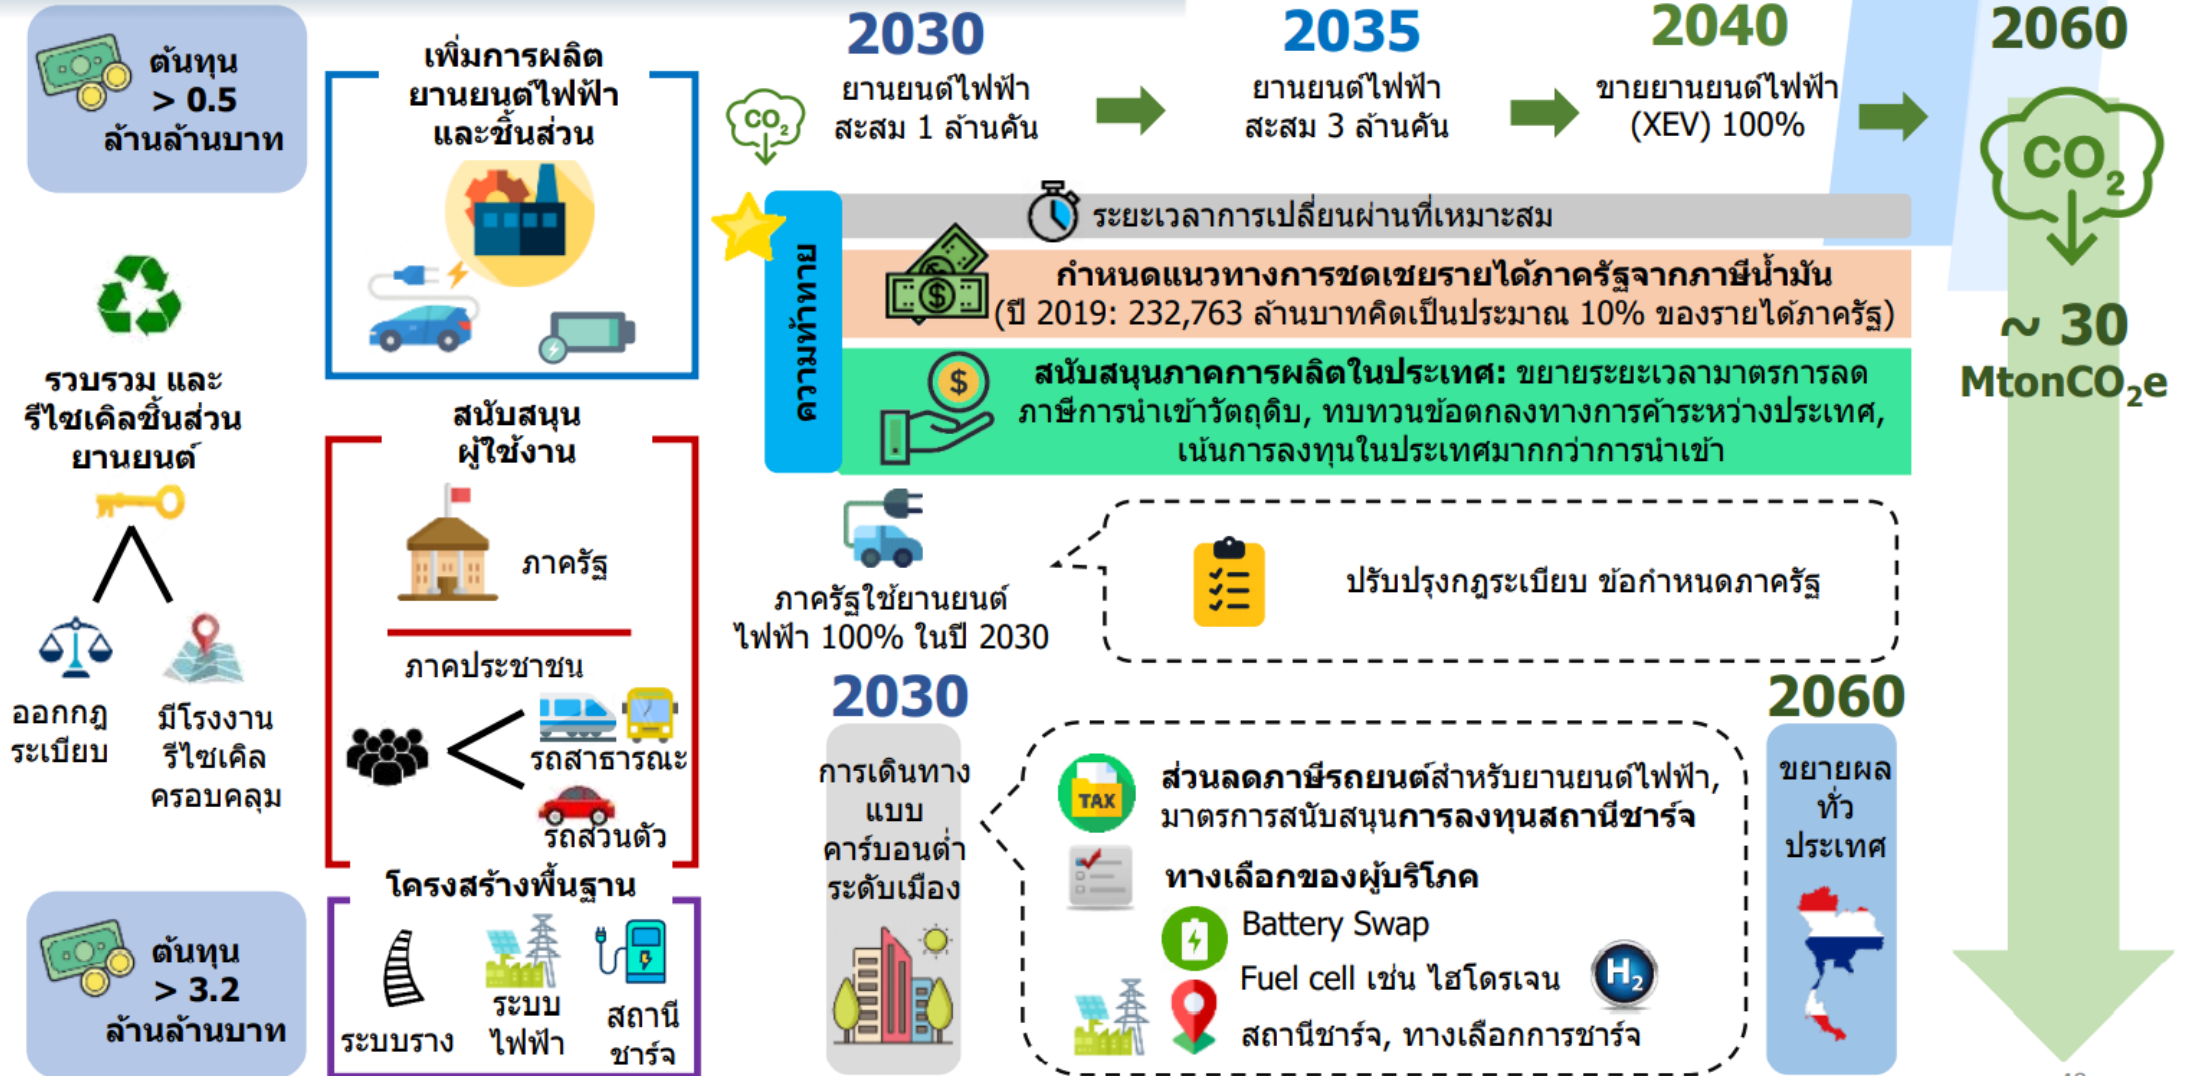 ต้นทุน
> 0.5
ล้านล้านบาท
รวบรวม และ
รีไซเคิลชิ้นส่วน
ยานยนต์
ออกกฎ
ระเบียบ
มีโรงงาน
รีไซเคิล
ครอบคลุม
ต้นทุน
> 3.2
ล้านล้านบาท
เพิ่มการผลิต
ยานยนต์ไฟฟ้า
และชิ้นส่วน
สนับสนุน
ผู้ใช้งาน
ภาครัฐ
ภาคประชาชน
รถสาธารณะ
รถส่วนตัว
โครงสร้างพื้นฐาน
ระบบราง
ระบบ
ไฟฟ้า
สถานี
ชาร์จ
CO2
2030
ยานยนต์ไฟฟ้า
สะสม 1 ล้านคัน
2035
ยานยนต์ไฟฟ้า
สะสม 3 ล้านคัน
2040
ขายยานยนต์ไฟฟ้า
(XEV) 100%
2060
CO2
~ 30
MtonCO2e
ความท้าทาย
ระยะเวลาการเปลี่ยนผ่านที่เหมาะสม
กำหนดแนวทางการชดเชยรายได้ภาครัฐจากภาษีน้ำมัน
(ปี 2019: 232,763 ล้านบาทคิดเป็นประมาณ 10% ของรายได้ภาครัฐ)
สนับสนุนภาคการผลิตในประเทศ: ขยายระยะเวลามาตรการลด
ภาษีการนำเข้าวัตถุดิบ, ทบทวนข้อตกลงทางการค้าระหว่างประเทศ,
เน้นการลงทุนในประเทศมากกว่าการนำเข้า
ภาครัฐใช้ยานยนต์
ไฟฟ้า 100% ในปี 2030
ปรับปรุงกฎระเบียบ ข้อกำหนดภาครัฐ
2030
การเดินทาง
แบบ
คาร์บอนต่ำ
ระดับเมือง
TAX
ส่วนลดภาษีรถยนต์สำหรับยานยนต์ไฟฟ้า,
มาตรการสนับสนุนการลงทุนสถานีชาร์จ
ทางเลือกของผู้บริโภค
Battery Swap
Fuel cell เช่น ไฮโดรเจน
H2
สถานีชาร์จ, ทางเลือกการชาร์จ
2060
ขยายผล
ทั่ว
ประเทศ